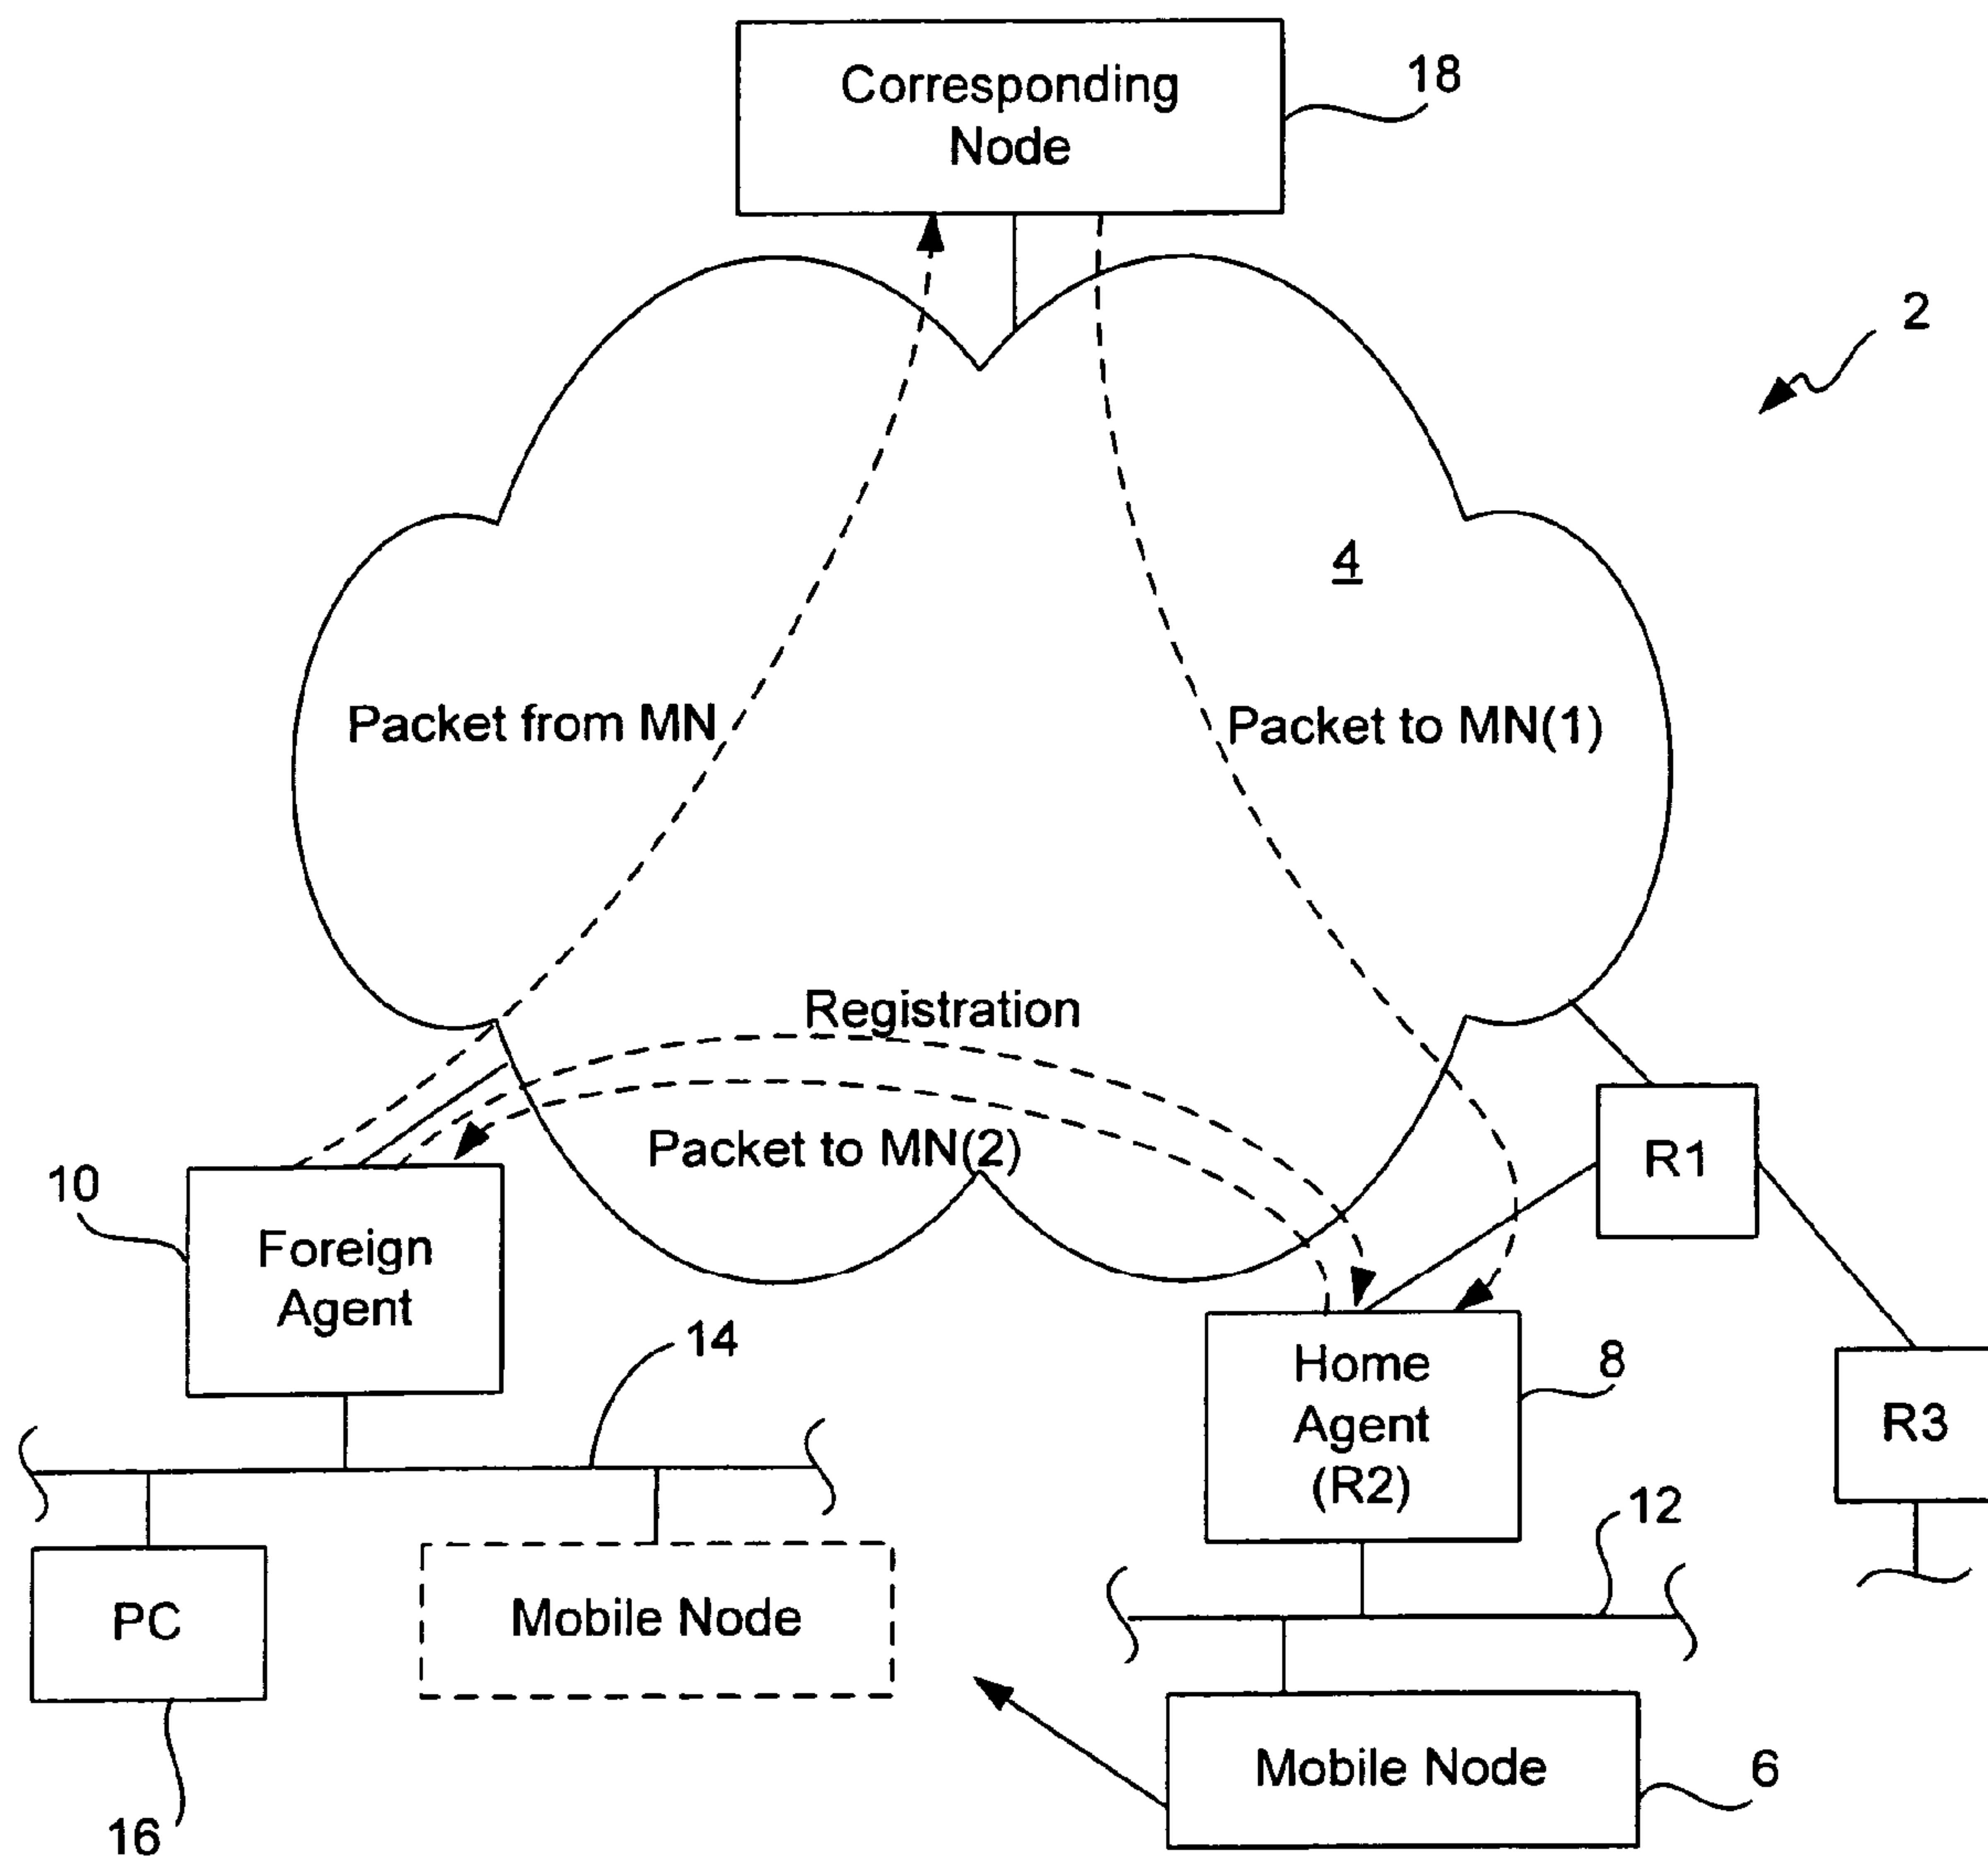 Corresponding
Node
18
2
4
Packet from MN
Packet to MN(1)
Registration
Packet to MN(2)
R1
10
Foreign
Agent
14
Home
Agent
(R2)
8
R3
12
PC
Mobile Node
Mobile Node
6
16